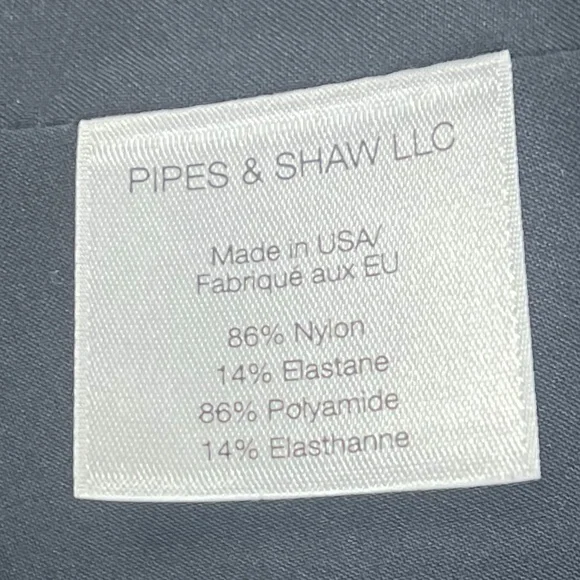 PIPES & SHAW LLC
Made in USA/
Fabriqué aux EU
86% Nylon
14% Elastane
86% Polyamide
14% Elasthanne